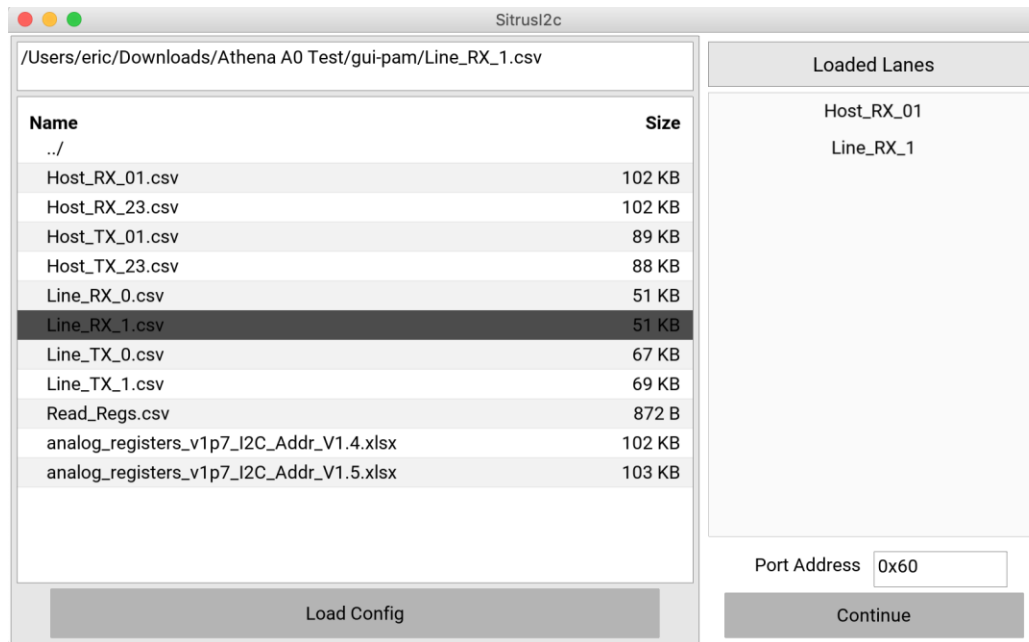 SitrusI2c
/Users/eric/Downloads/Athena A0 Test/gui-pam/Line_RX_1.csv
Name Size
../
Host_RX_01.csv 102 KB
Host_RX_23.csv 102 KB
Host_TX_01.csv 89 KB
Host_TX_23.csv 88 KB
Line_RX_0.csv 51 KB
Line_RX_1.csv 51 KB
Line_TX_0.csv 67 KB
Line_TX_1.csv 69 KB
Read_Regs.csv 872 B
analog_registers_v1p7_I2C_Addr_V1.4.xlsx 102 KB
analog_registers_v1p7_I2C_Addr_V1.5.xlsx 103 KB
Load Config
Loaded Lanes
Host_RX_01
Line_RX_1
Port Address 0x60
Continue